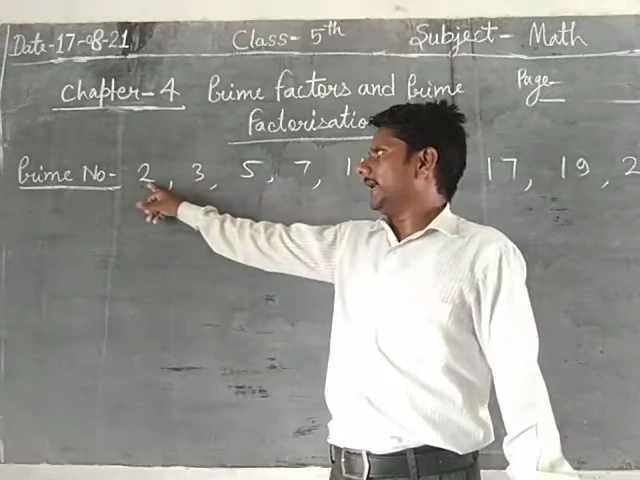 Date-17-08-21 Class-5th Subject- Math
Chapter-4 Prime factors and Prime Page-
Factorisatio
Prime No- 2, 3, 5, 7, 1 17, 19, 2